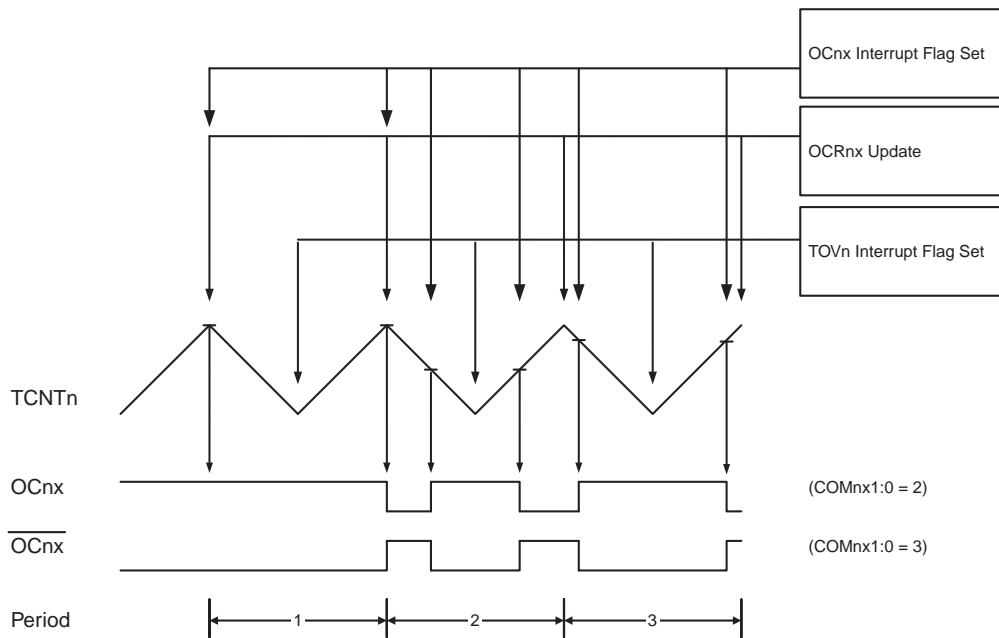 OCnx Interrupt Flag Set
OCRnx Update
TOVn Interrupt Flag Set
TCNTn
OCnx
(COMnx1:0 = 2)
OCnx
(COMnx1:0 = 3)
Period
1
2
3